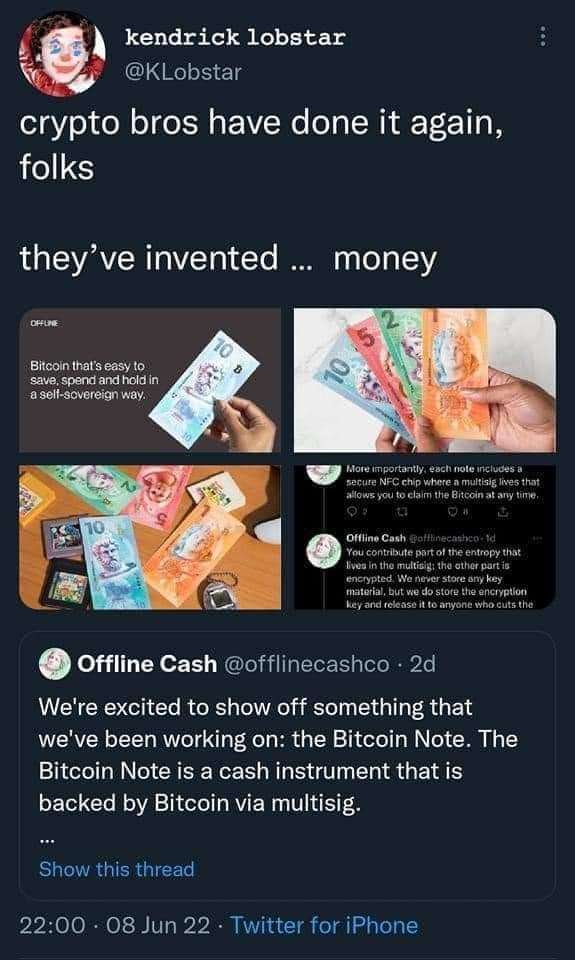 kendrick lobstar
@KLobstar
crypto bros have done it again,
folks
they’ve invented ... money
OFFLINE
Bitcoin that's easy to
save, spend and hold in
a self-sovereign way.
10
10
5
2
1
2
5
10
More importantly, each note includes a
secure NFC chip where a multisig lives that
allows you to claim the Bitcoin at any time.
2
8
Offline Cash @offlinecashco · 1d
You contribute part of the entropy that
lives in the multisig; the other part is
encrypted. We never store any key
material, but we do store the encryption
key and release it to anyone who cuts the
Offline Cash @offlinecashco · 2d
We're excited to show off something that
we've been working on: the Bitcoin Note. The
Bitcoin Note is a cash instrument that is
backed by Bitcoin via multisig.
...
Show this thread
22:00 · 08 Jun 22 · Twitter for iPhone